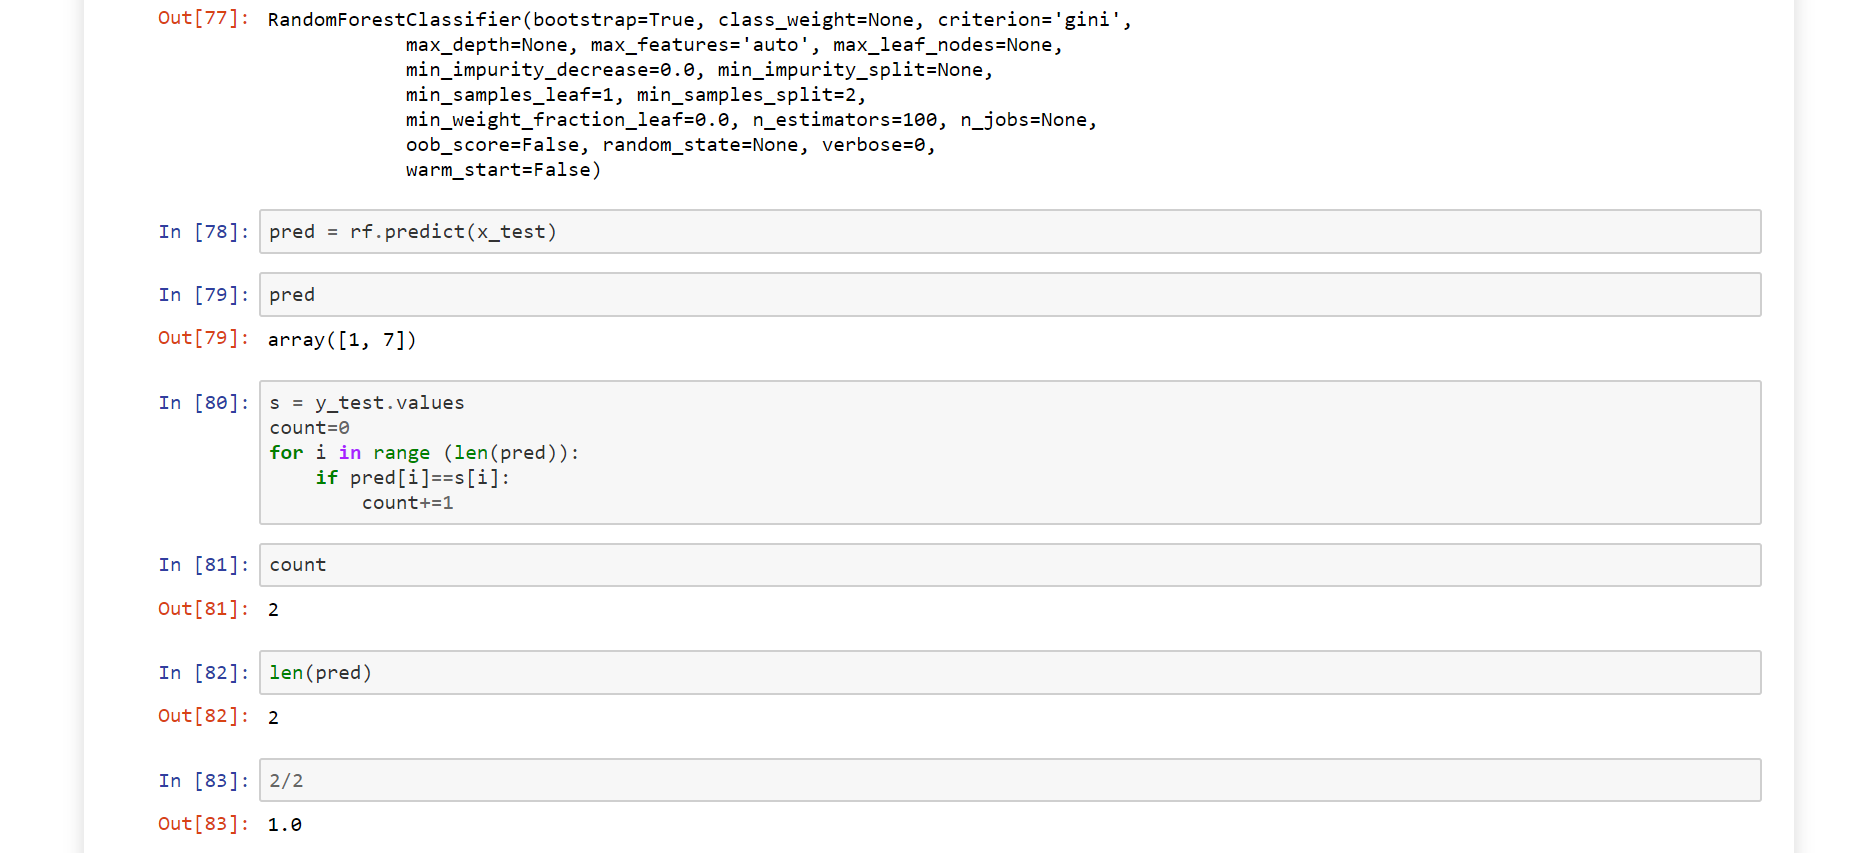 Out[77]: RandomForestClassifier(bootstrap=True, class_weight=None, criterion='gini',
max_depth=None, max_features='auto', max_leaf_nodes=None,
min_impurity_decrease=0.0, min_impurity_split=None,
min_samples_leaf=1, min_samples_split=2,
min_weight_fraction_leaf=0.0, n_estimators=100, n_jobs=None,
oob_score=False, random_state=None, verbose=0,
warm_start=False)
In [78]: pred = rf.predict(x_test)
In [79]: pred
Out[79]: array([1, 7])
In [80]: s = y_test.values
count=0
for i in range (len(pred)):
if pred[i]==s[i]:
count+=1
In [81]: count
Out[81]: 2
In [82]: len(pred)
Out[82]: 2
In [83]: 2/2
Out[83]: 1.0